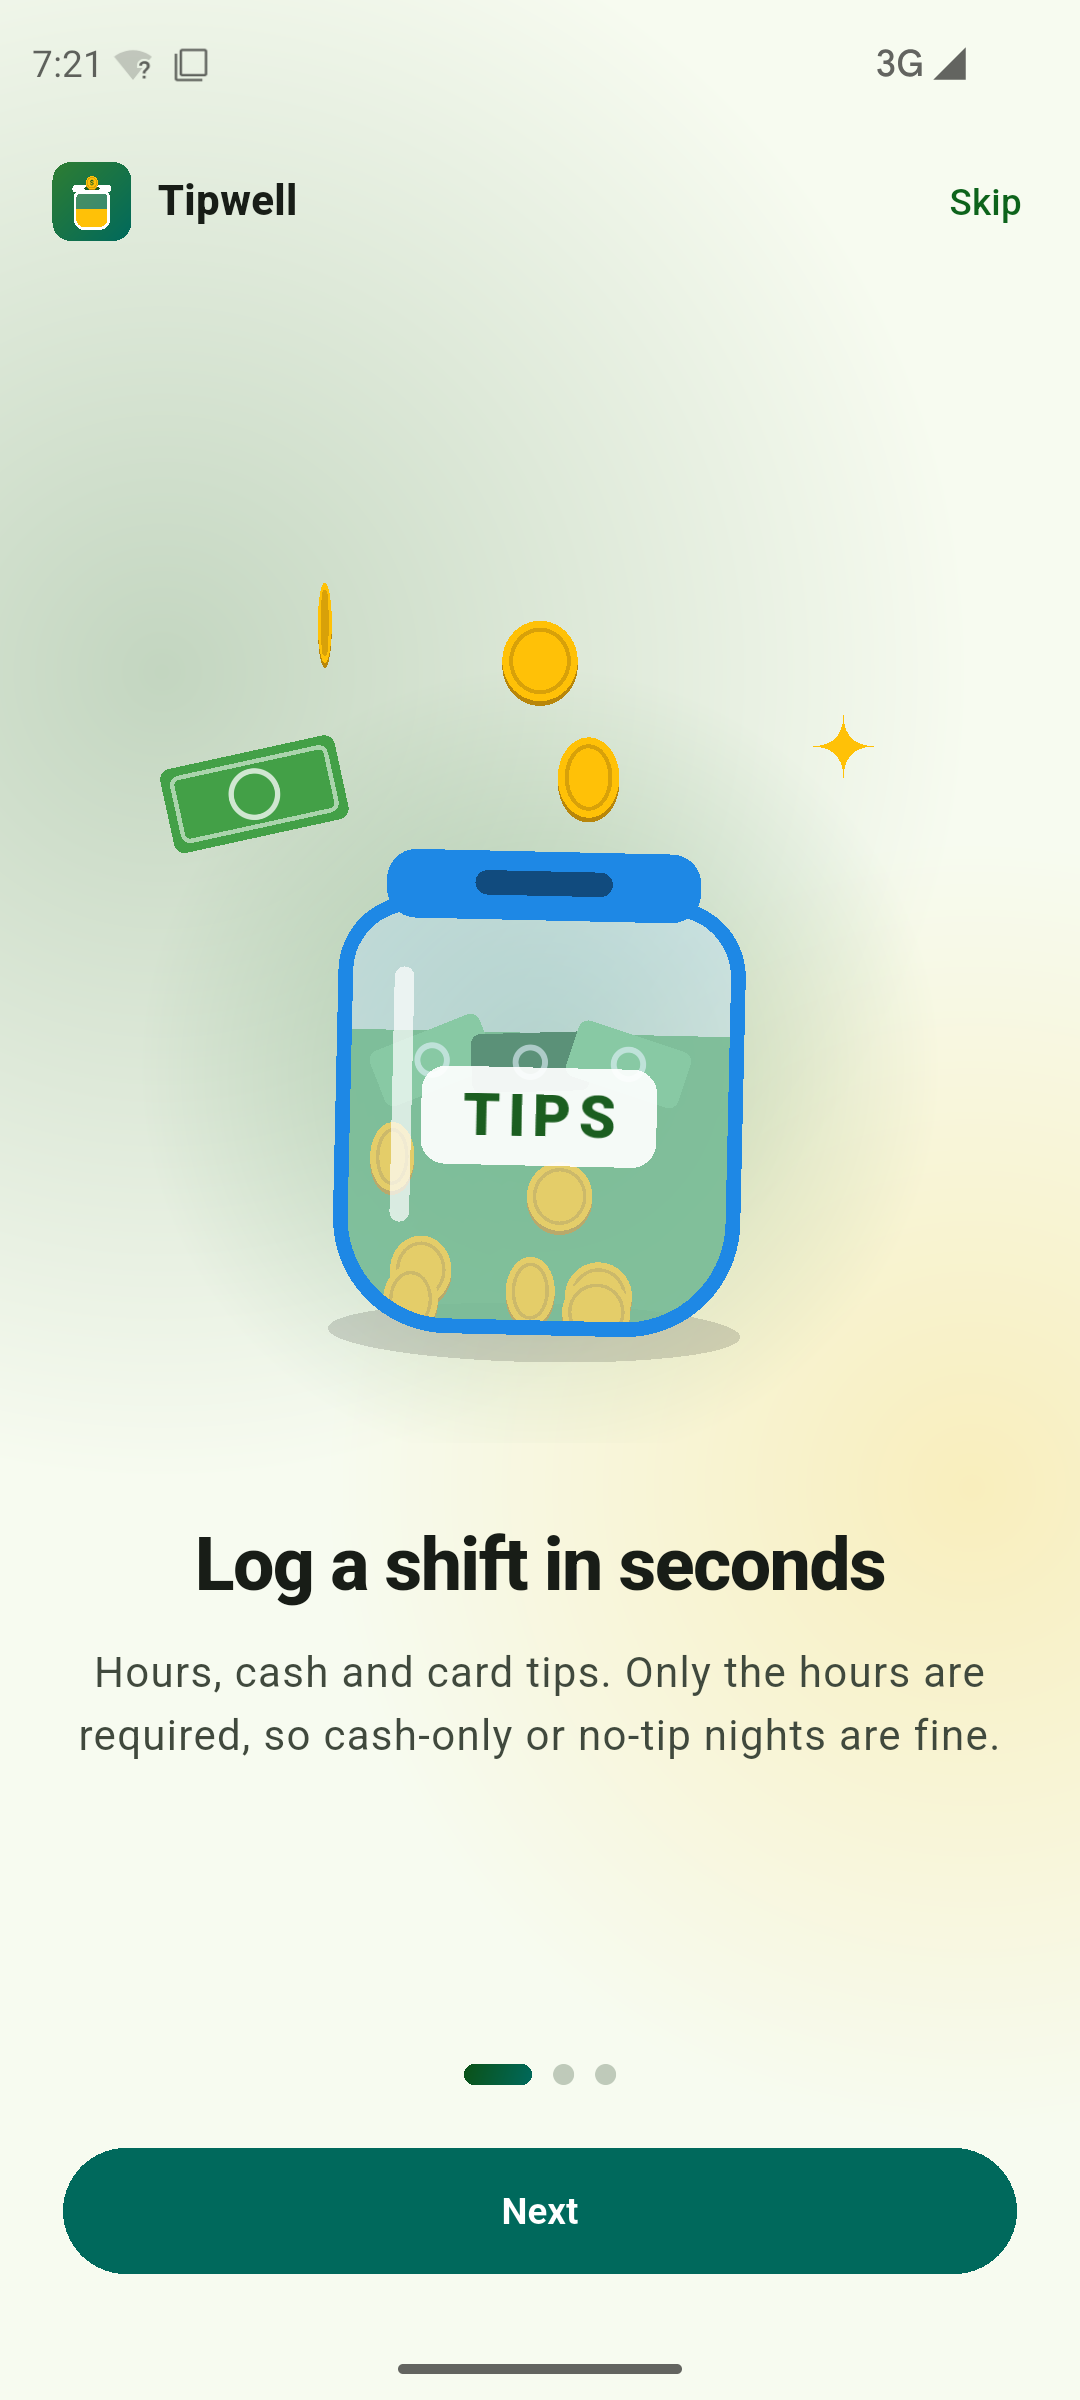 7:21
3G
Tipwell
Skip
TIPS
Log a shift in seconds
Hours, cash and card tips. Only the hours are
required, so cash-only or no-tip nights are fine.
Next